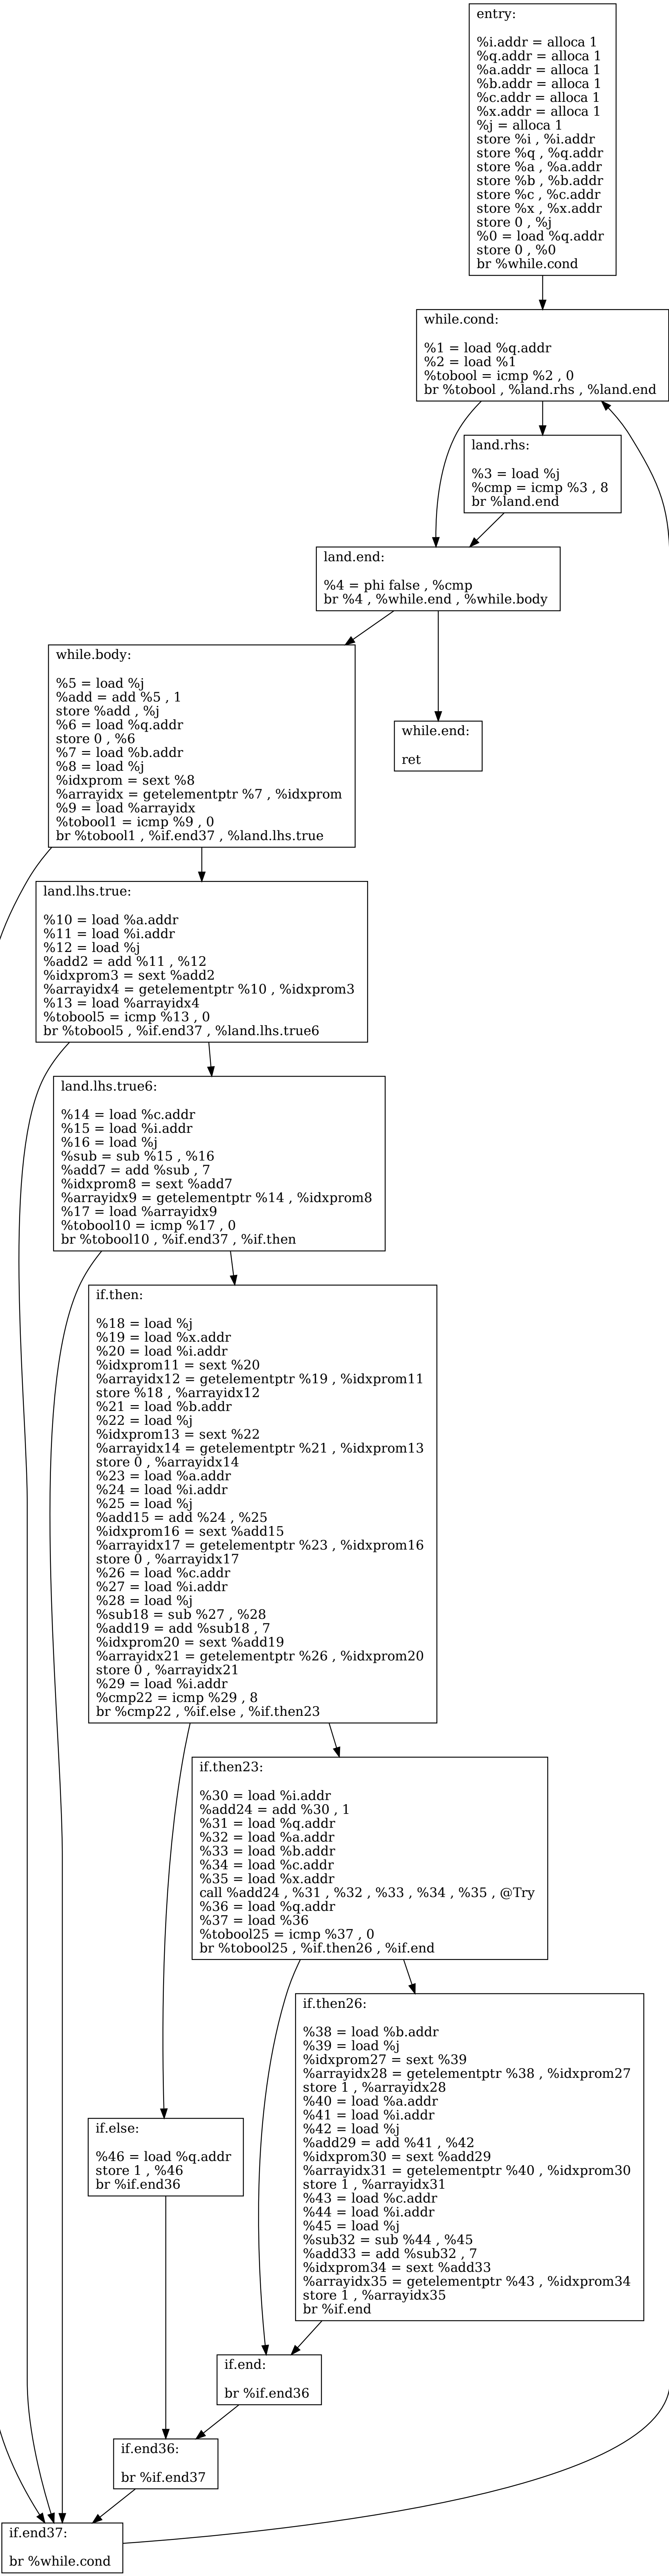 entry:
%i.addr = alloca 1
%q.addr = alloca 1
%a.addr = alloca 1
%b.addr = alloca 1
%c.addr = alloca 1
%x.addr = alloca 1
%j = alloca 1
store %i , %i.addr
store %q , %q.addr
store %a , %a.addr
store %b , %b.addr
store %c , %c.addr
store %x , %x.addr
store 0 , %j
%0 = load %q.addr
store 0 , %0
br %while.cond
while.cond:
%1 = load %q.addr
%2 = load %1
%tobool = icmp %2 , 0
br %tobool , %land.rhs , %land.end
land.rhs:
%3 = load %j
%cmp = icmp %3 , 8
br %land.end
land.end:
%4 = phi false , %cmp
br %4 , %while.end , %while.body
while.body:
%5 = load %j
%add = add %5 , 1
store %add , %j
%6 = load %q.addr
store 0 , %6
%7 = load %b.addr
%8 = load %j
%idxprom = sext %8
%arrayidx = getelementptr %7 , %idxprom
%9 = load %arrayidx
%tobool1 = icmp %9 , 0
br %tobool1 , %if.end37 , %land.lhs.true
while.end:
ret
land.lhs.true:
%10 = load %a.addr
%11 = load %i.addr
%12 = load %j
%add2 = add %11 , %12
%idxprom3 = sext %add2
%arrayidx4 = getelementptr %10 , %idxprom3
%13 = load %arrayidx4
%tobool5 = icmp %13 , 0
br %tobool5 , %if.end37 , %land.lhs.true6
land.lhs.true6:
%14 = load %c.addr
%15 = load %i.addr
%16 = load %j
%sub = sub %15 , %16
%add7 = add %sub , 7
%idxprom8 = sext %add7
%arrayidx9 = getelementptr %14 , %idxprom8
%17 = load %arrayidx9
%tobool10 = icmp %17 , 0
br %tobool10 , %if.end37 , %if.then
if.then:
%18 = load %j
%19 = load %x.addr
%20 = load %i.addr
%idxprom11 = sext %20
%arrayidx12 = getelementptr %19 , %idxprom11
store %18 , %arrayidx12
%21 = load %b.addr
%22 = load %j
%idxprom13 = sext %22
%arrayidx14 = getelementptr %21 , %idxprom13
store 0 , %arrayidx14
%23 = load %a.addr
%24 = load %i.addr
%25 = load %j
%add15 = add %24 , %25
%idxprom16 = sext %add15
%arrayidx17 = getelementptr %23 , %idxprom16
store 0 , %arrayidx17
%26 = load %c.addr
%27 = load %i.addr
%28 = load %j
%sub18 = sub %27 , %28
%add19 = add %sub18 , 7
%idxprom20 = sext %add19
%arrayidx21 = getelementptr %26 , %idxprom20
store 0 , %arrayidx21
%29 = load %i.addr
%cmp22 = icmp %29 , 8
br %cmp22 , %if.else , %if.then23
if.then23:
%30 = load %i.addr
%add24 = add %30 , 1
%31 = load %q.addr
%32 = load %a.addr
%33 = load %b.addr
%34 = load %c.addr
%35 = load %x.addr
call %add24 , %31 , %32 , %33 , %34 , %35 , @Try
%36 = load %q.addr
%37 = load %36
%tobool25 = icmp %37 , 0
br %tobool25 , %if.then26 , %if.end
if.then26:
%38 = load %b.addr
%39 = load %j
%idxprom27 = sext %39
%arrayidx28 = getelementptr %38 , %idxprom27
store 1 , %arrayidx28
%40 = load %a.addr
%41 = load %i.addr
%42 = load %j
%add29 = add %41 , %42
%idxprom30 = sext %add29
%arrayidx31 = getelementptr %40 , %idxprom30
store 1 , %arrayidx31
%43 = load %c.addr
%44 = load %i.addr
%45 = load %j
%sub32 = sub %44 , %45
%add33 = add %sub32 , 7
%idxprom34 = sext %add33
%arrayidx35 = getelementptr %43 , %idxprom34
store 1 , %arrayidx35
br %if.end
if.else:
%46 = load %q.addr
store 1 , %46
br %if.end36
if.end:
br %if.end36
if.end36:
br %if.end37
if.end37:
br %while.cond